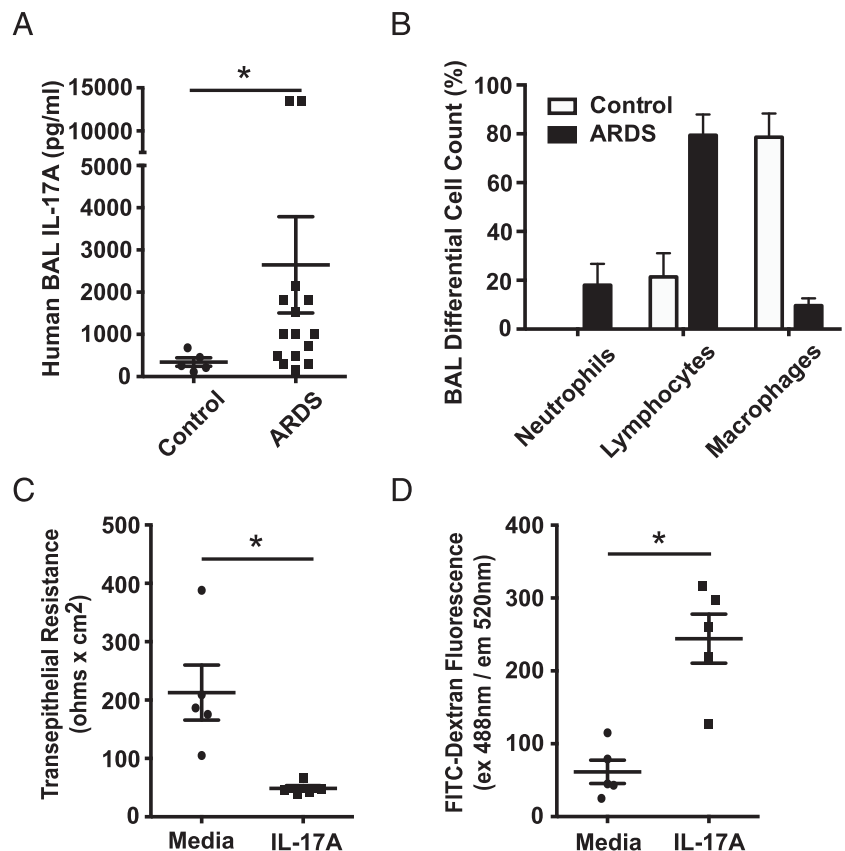 A
Human BAL IL-17A (pg/ml)
15000
10000
5000
4000
3000
2000
1000
0
*
Control
ARDS
B
BAL Differential Cell Count (%)
100
80
60
40
20
0
Control
ARDS
Neutrophils
Lymphocytes
Macrophages
C
Transepithelial Resistance
(ohms x cm2)
500
400
300
200
100
0
*
Media
IL-17A
D
FITC-Dextran Fluorescence
(ex 488nm / em 520nm)
400
300
200
100
0
*
Media
IL-17A